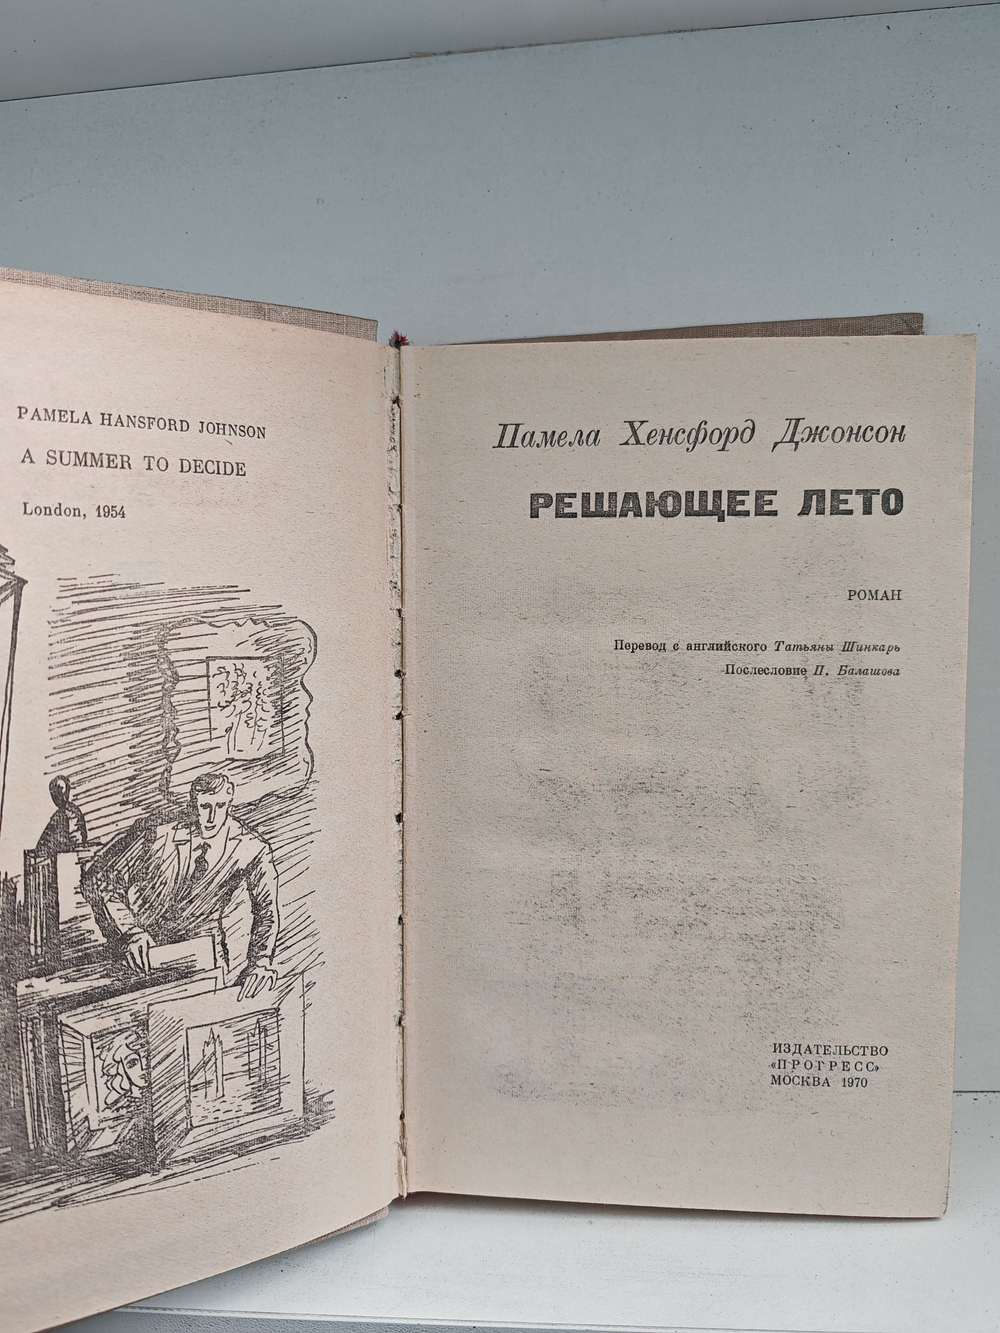 PAMELA HANSFORD JOHNSON
A SUMMER TO DECIDE
London, 1954
Памела Хенсфорд Джонсон
РЕШАЮЩЕЕ ЛЕТО
РОМАН
Перевод с английского Татьяны Шинкарь
Послесловие П. Балашова
ИЗДАТЕЛЬСТВО
«ПРОГРЕСС»
МОСКВА 1970